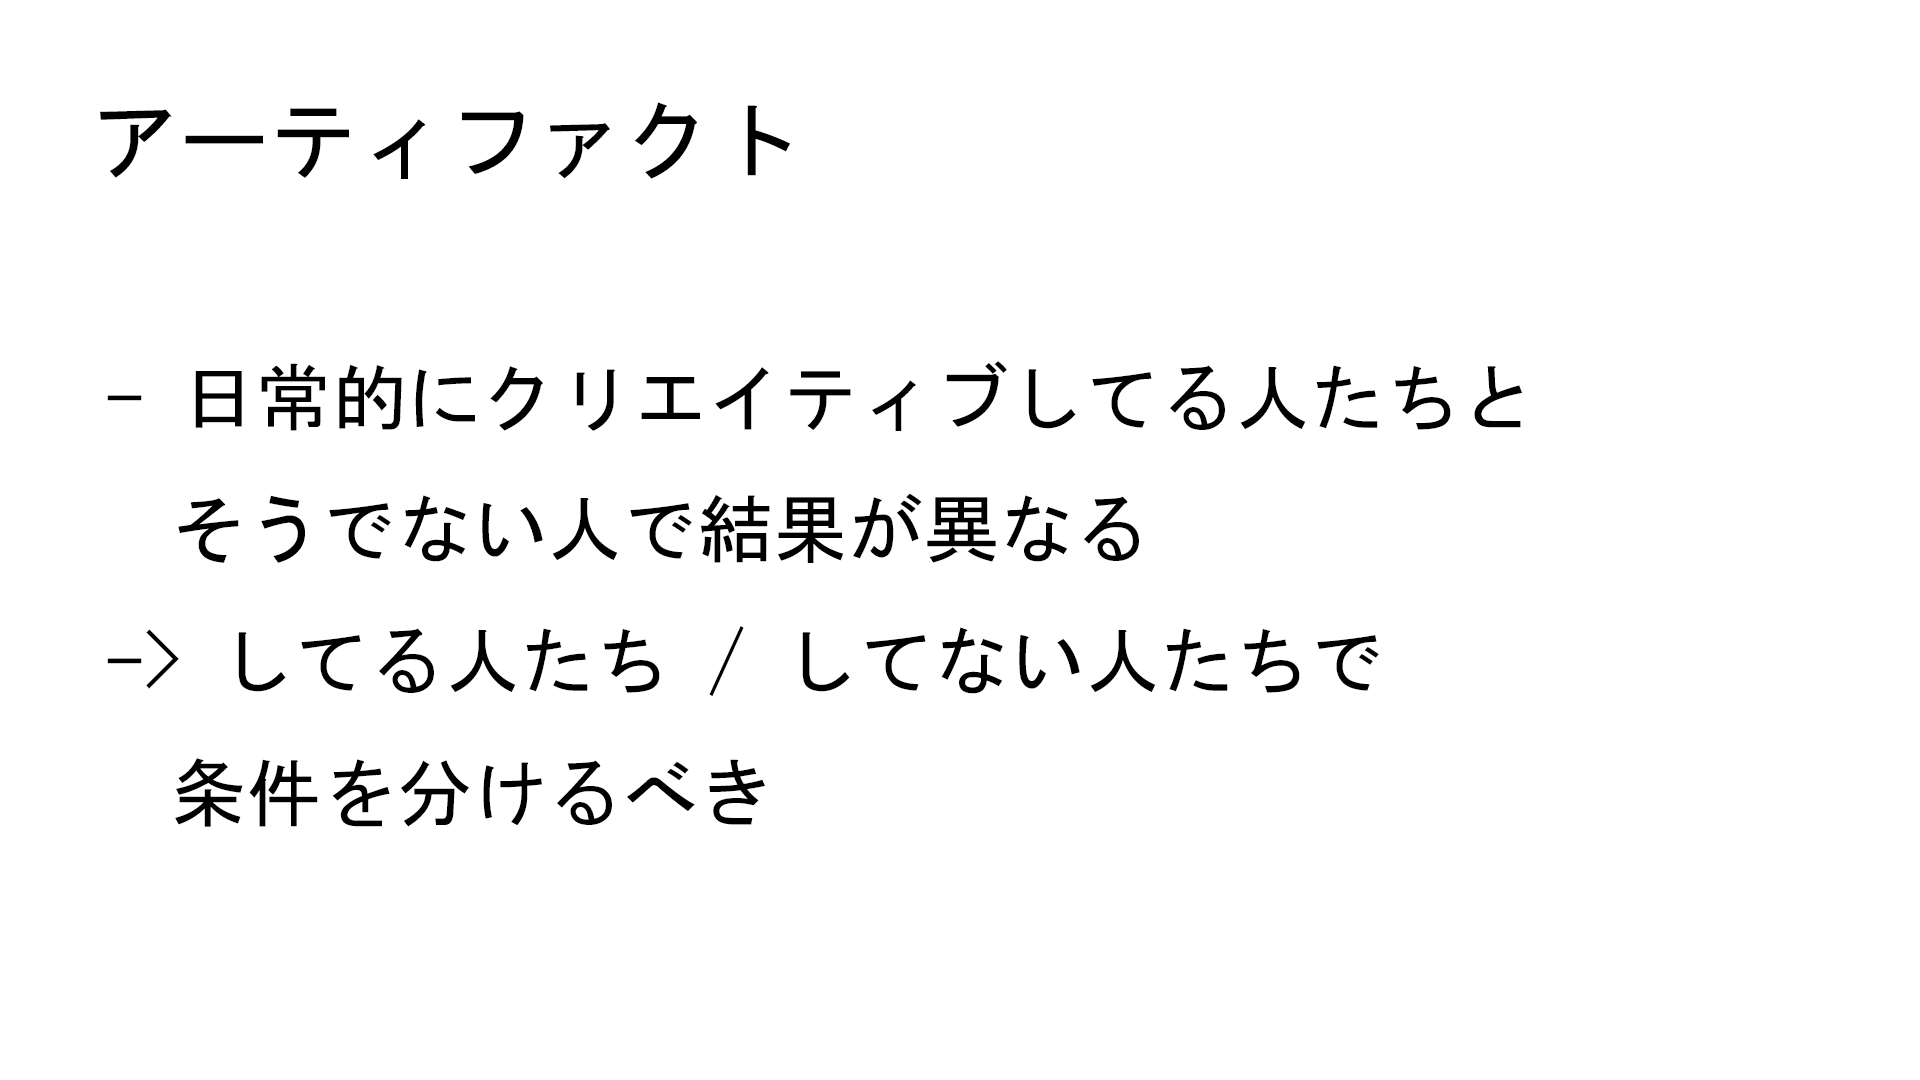 アーティファクト
- 日常的にクリエイティブしてる人たちと
そうでない人で結果が異なる
-> してる人たち / してない人たちで
条件を分けるべき